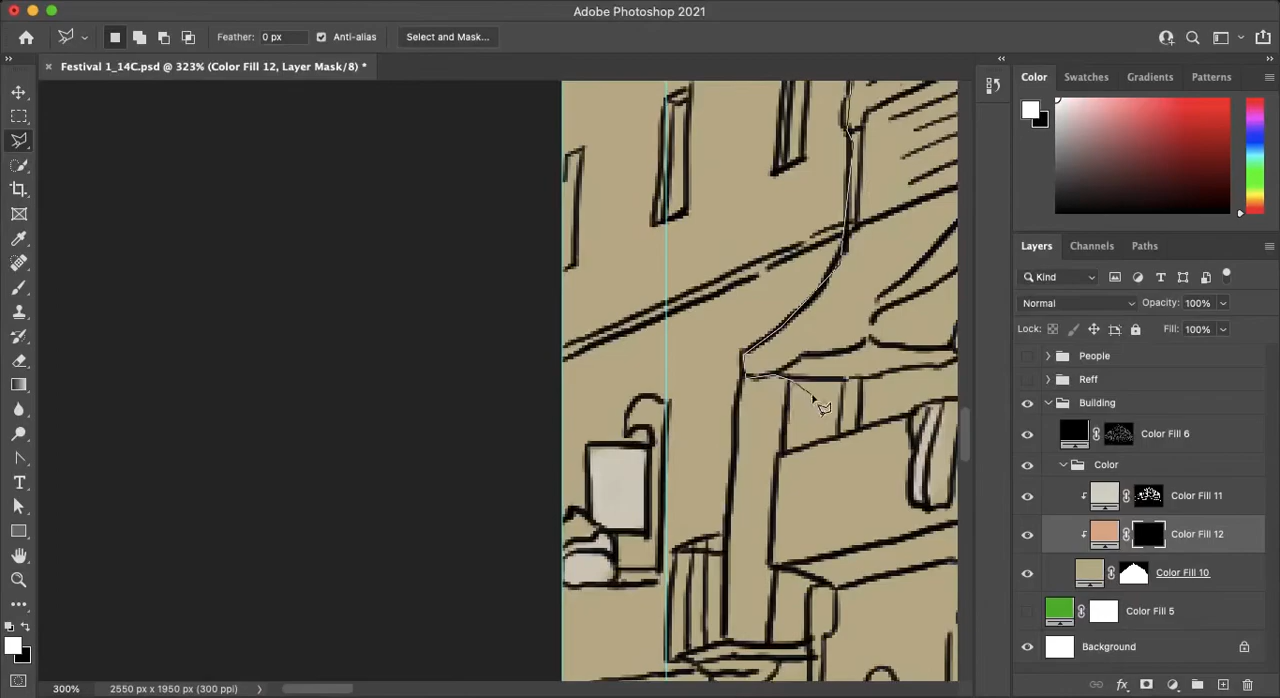 Adobe Photoshop 2021
Feather: 0 px Anti-alias Select and Mask...
Festival 1_14C.psd @ 323% (Color Fill 12, Layer Mask/8) *
Color Swatches Gradients Patterns
Layers Channels Paths
Kind
Normal Opacity: 100%
Lock: Fill: 100%
People
Reff
Building
Color Fill 6
Color
Color Fill 11
Color Fill 12
Color Fill 10
Color Fill 5
Background
300% 2550 px x 1950 px (300 ppi)